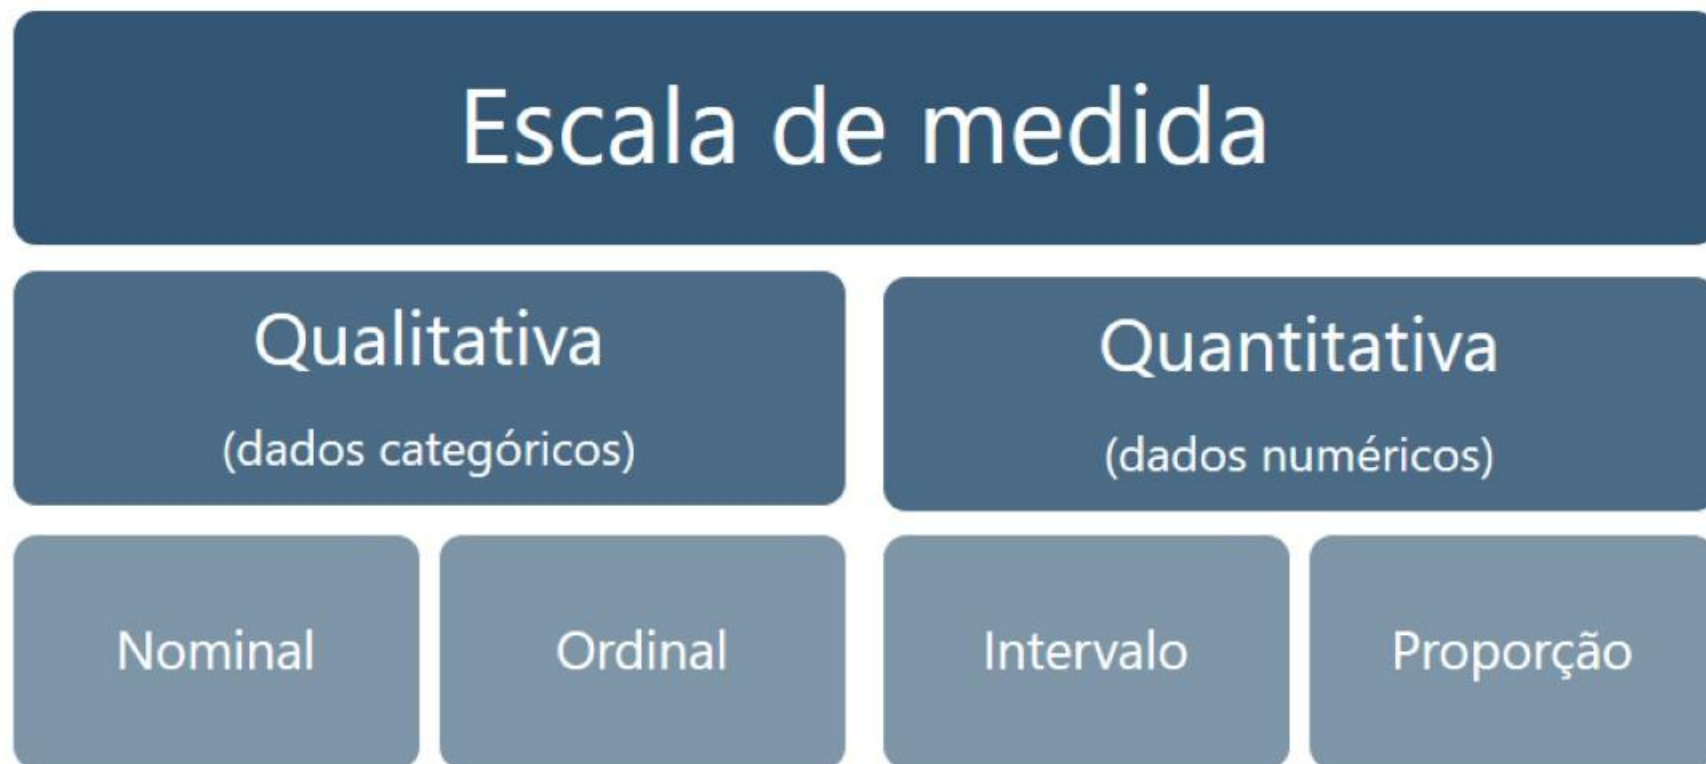 Escala de medida
Qualitativa
(dados categóricos)
Quantitativa
(dados numéricos)
Nominal
Ordinal
Intervalo
Proporção